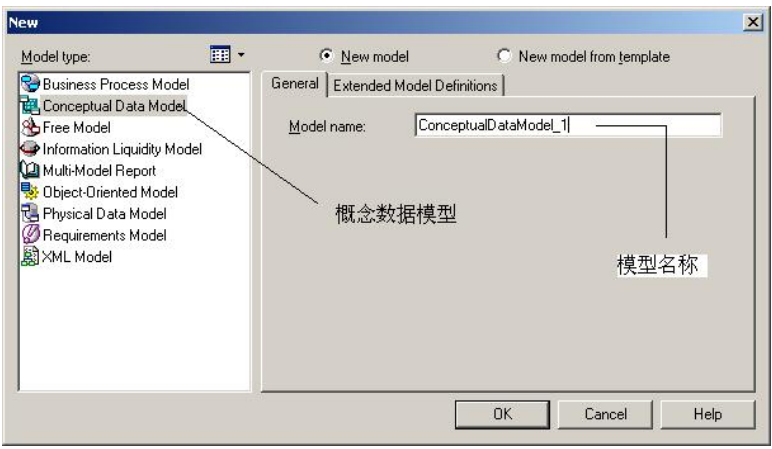 New
Model type:
New model
New model from template
Business Process Model
Conceptual Data Model
Free Model
Information Liquidity Model
Multi-Model Report
Object-Oriented Model
Physical Data Model
Requirements Model
XML Model
General
Extended Model Definitions
Model name:
ConceptualDataModel_1
概念数据模型
模型名称
OK
Cancel
Help